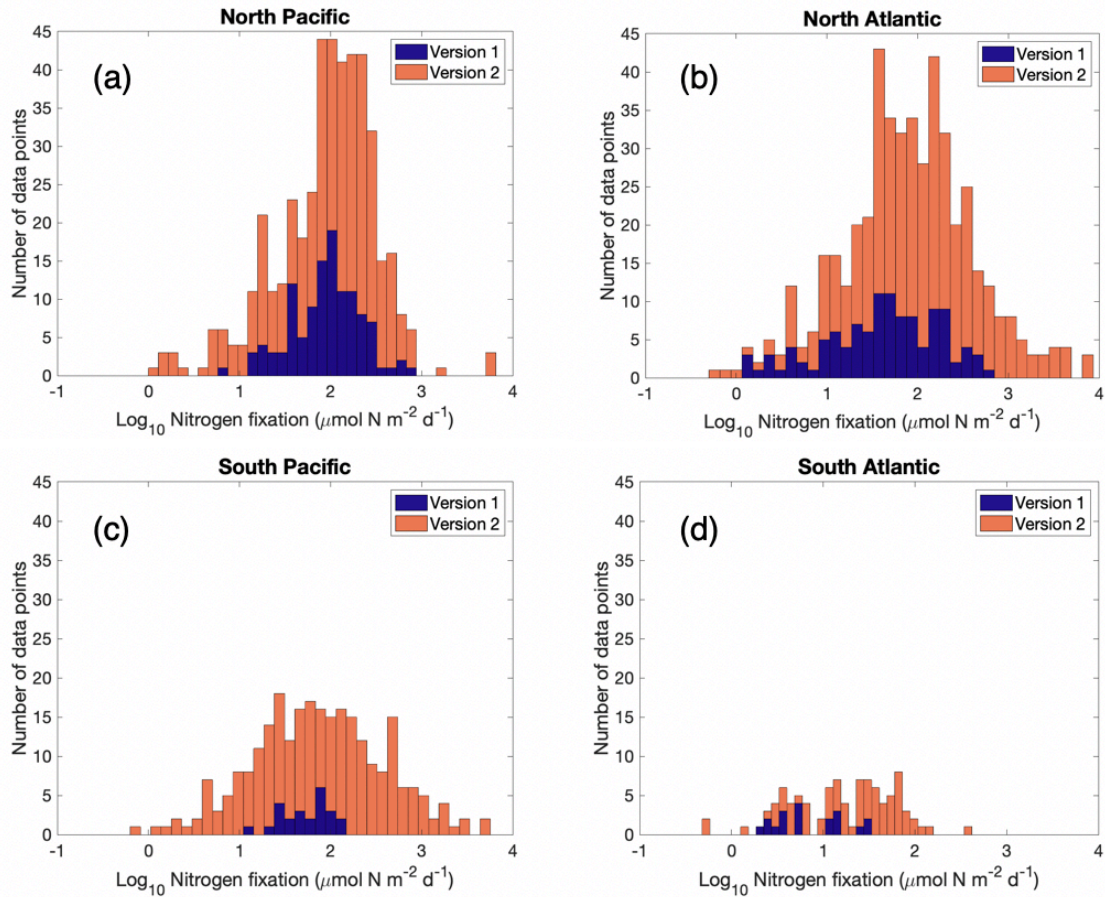 North Pacific
(a)
Version 1
Version 2
45
40
35
30
25
20
15
10
5
0
Number of data points
-1 0 1 2 3 4
Log10 Nitrogen fixation (μmol N m-2 d-1)
North Atlantic
(b)
Version 1
Version 2
45
40
35
30
25
20
15
10
5
0
Number of data points
-1 0 1 2 3 4
Log10 Nitrogen fixation (μmol N m-2 d-1)
South Pacific
(c)
Version 1
Version 2
45
40
35
30
25
20
15
10
5
0
Number of data points
-1 0 1 2 3 4
Log10 Nitrogen fixation (μmol N m-2 d-1)
South Atlantic
(d)
Version 1
Version 2
45
40
35
30
25
20
15
10
5
0
Number of data points
-1 0 1 2 3 4
Log10 Nitrogen fixation (μmol N m-2 d-1)